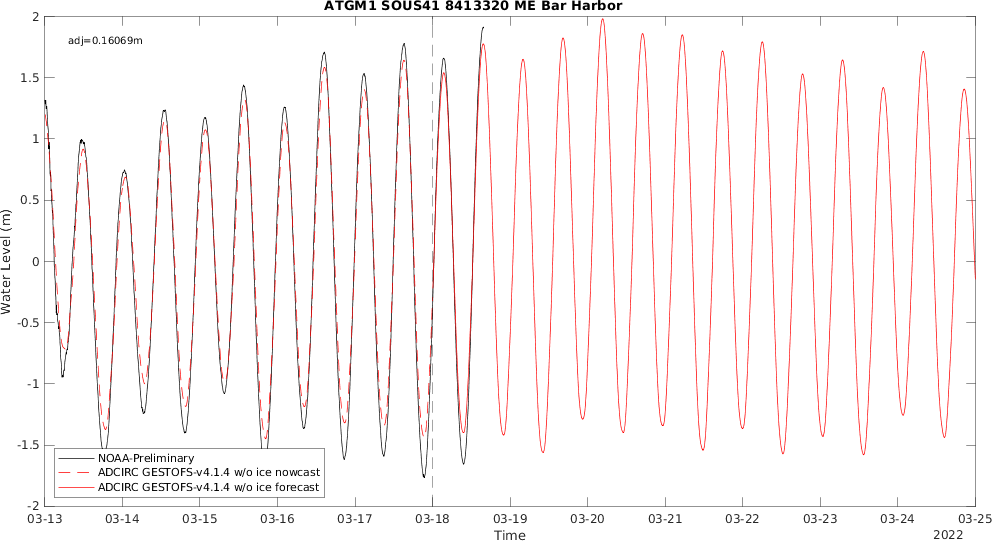 ATGM1 SOUS41 8413320 ME Bar Harbor
adj=0.16069m
2
1.5
1
0.5
0
-0.5
-1
-1.5
-2
Water Level (m)
NOAA-Preliminary
ADCIRC GESTOFS-v4.1.4 w/o ice nowcast
ADCIRC GESTOFS-v4.1.4 w/o ice forecast
03-13 03-14 03-15 03-16 03-17 03-18 03-19 03-20 03-21 03-22 03-23 03-24 03-25
Time
2022